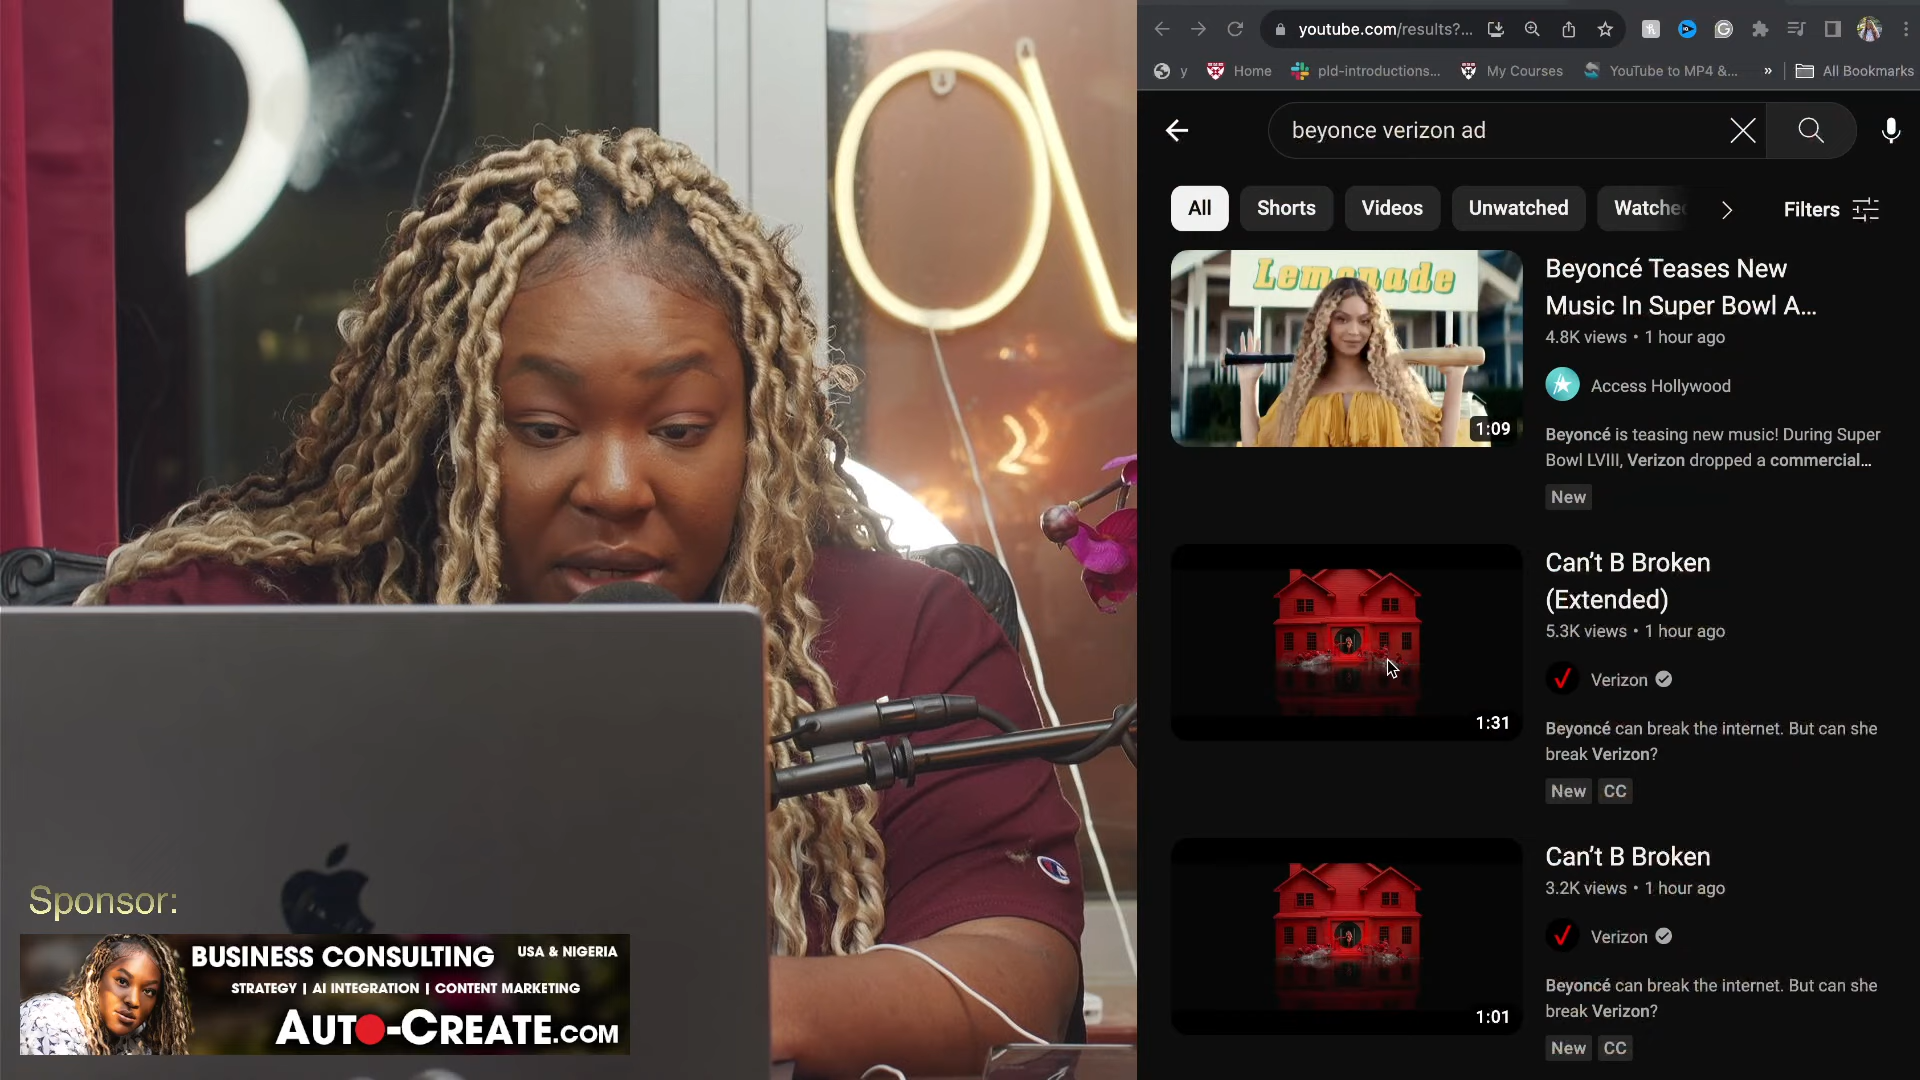 youtube.com/results?...
y
Home
pld-introductions...
My Courses
YouTube to MP4 &...
»
All Bookmarks
beyonce verizon ad
All
Shorts
Videos
Unwatched
Watched
Filters
Lemonade
1:09
Beyoncé Teases New
Music In Super Bowl A...
4.8K views • 1 hour ago
Access Hollywood
Beyoncé is teasing new music! During Super
Bowl LVIII, Verizon dropped a commercial...
New
1:31
Can’t B Broken
(Extended)
5.3K views • 1 hour ago
Verizon
Beyoncé can break the internet. But can she
break Verizon?
New
CC
1:01
Can’t B Broken
3.2K views • 1 hour ago
Verizon
Beyoncé can break the internet. But can she
break Verizon?
New
CC
Sponsor:
BUSINESS CONSULTING USA & NIGERIA
STRATEGY | AI INTEGRATION | CONTENT MARKETING
AUTO-CREATE.COM